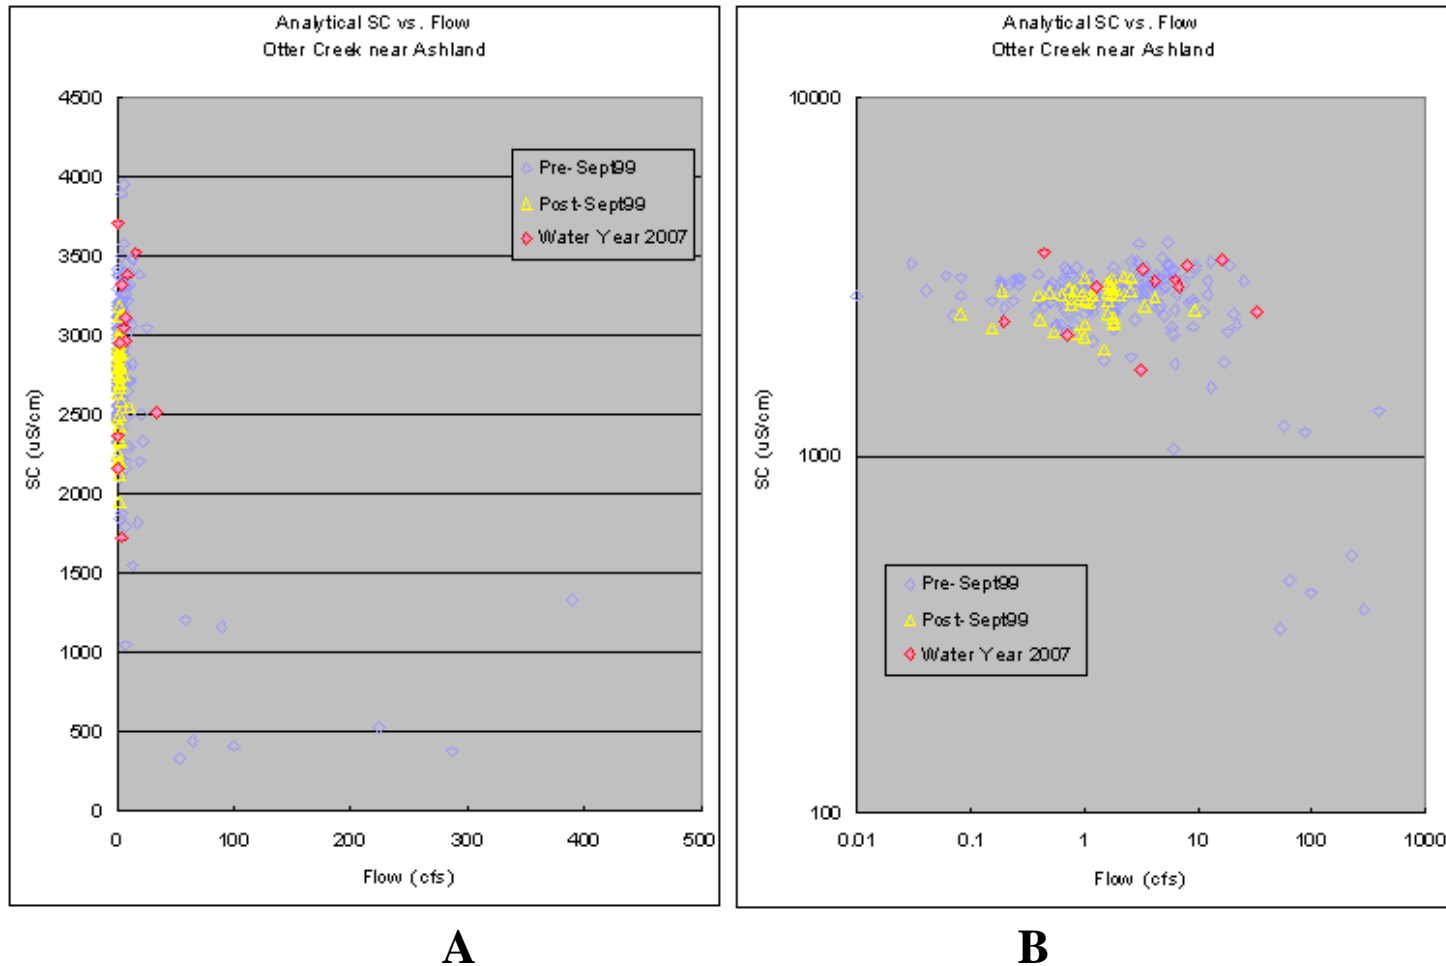 Analytical SC vs. Flow
Otter Creek near Ashland
4500
4000
3500
3000
2500
2000
1500
1000
500
0
SC (uS/cm)
Pre-Sept99
Post-Sept99
Water Year 2007
0 100 200 300 400 500
Flow (cfs)
A
Analytical SC vs. Flow
Otter Creek near Ashland
10000
1000
100
SC (uS/cm)
Pre-Sept99
Post-Sept99
Water Year 2007
0.01 0.1 1 10 100 1000
Flow (cfs)
B